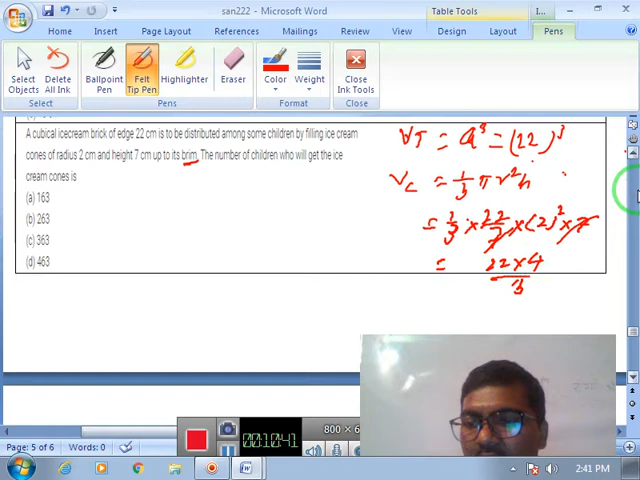 san222 - Microsoft Word
Table Tools
I...
Home Insert Page Layout References Mailings Review View Design Layout Pens
Select Objects
Delete All Ink
Ballpoint Pen
Felt Tip Pen
Highlighter
Eraser
Color
Weight
Close
Select Pens Format Close
A cubical icecream brick of edge 22 cm is to be distributed among some children by filling ice cream
cones of radius 2 cm and height 7 cm up to its brim. The number of children who will get the ice
cream cones is
(a) 163
(b) 263
(c) 363
(d) 463
VT = a³ = (22)³
Vc = 1/3 πr²h
= 1/3 × 22/7 × (2)² × 7
= 22×4/3
800 × 6
00:10:41
Page: 5 of 6 Words: 0
2:41 PM